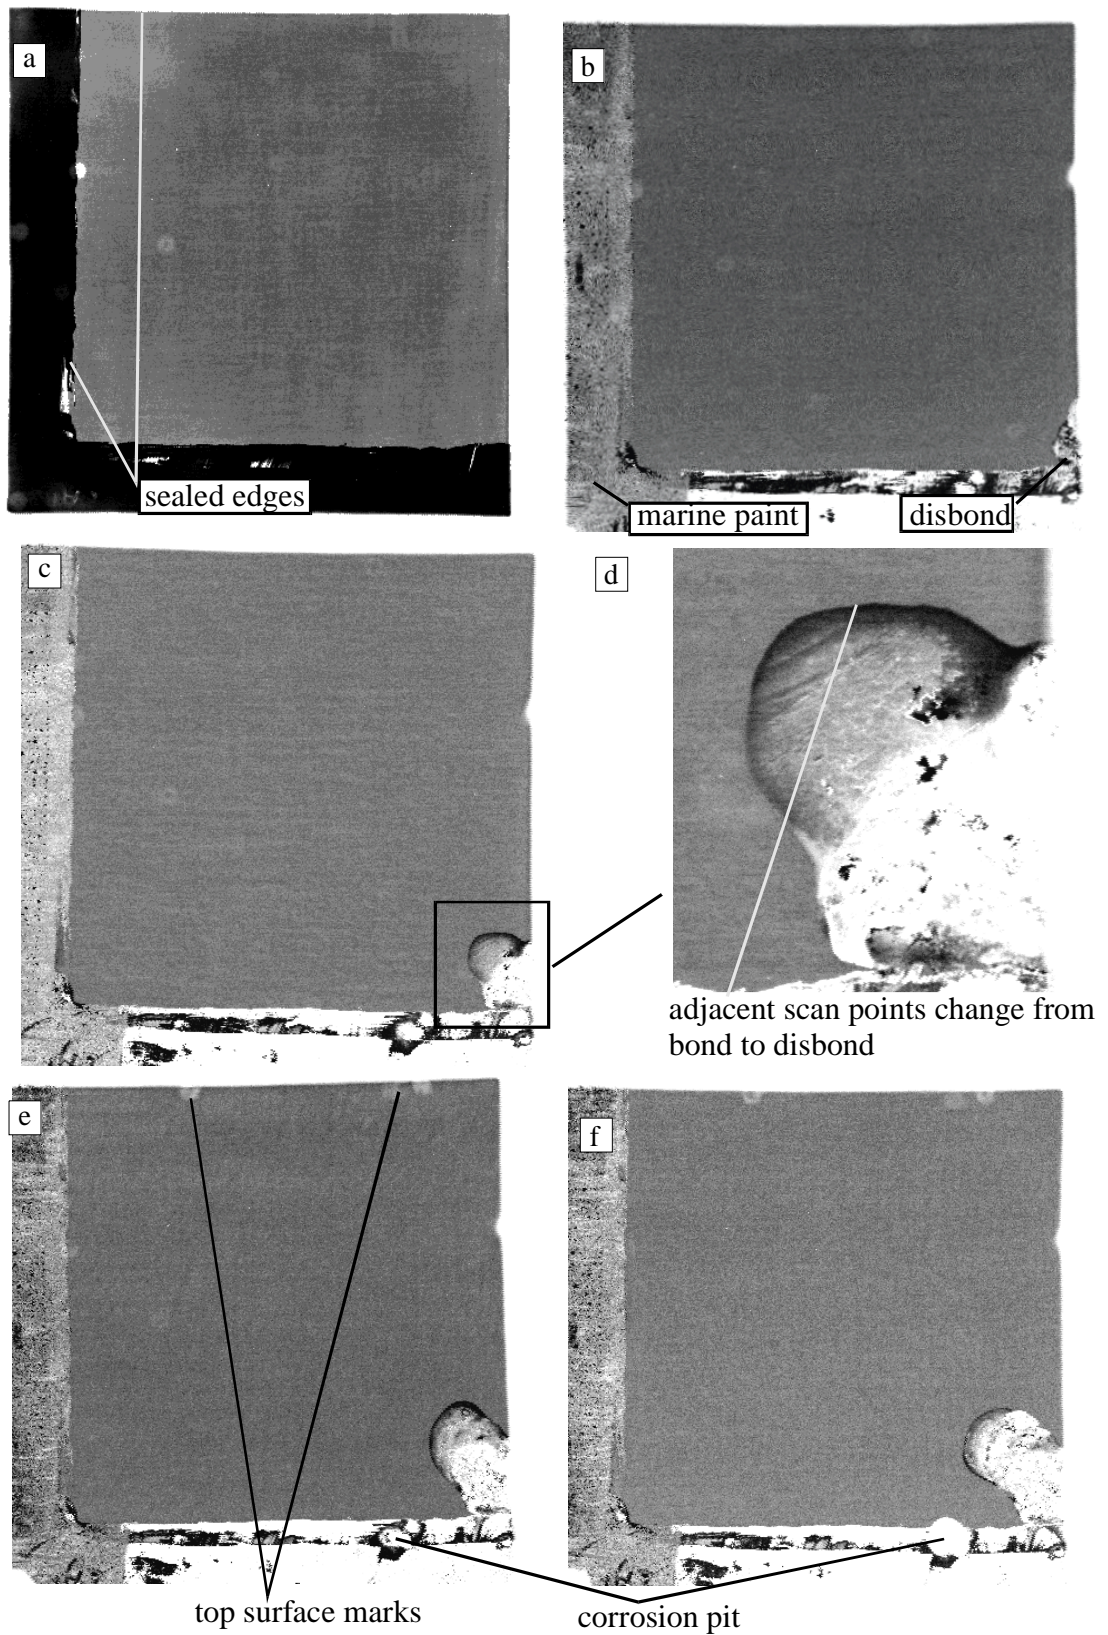 a
b
sealed edges
marine paint
disbond
c
d
adjacent scan points change from
bond to disbond
e
f
top surface marks
corrosion pit